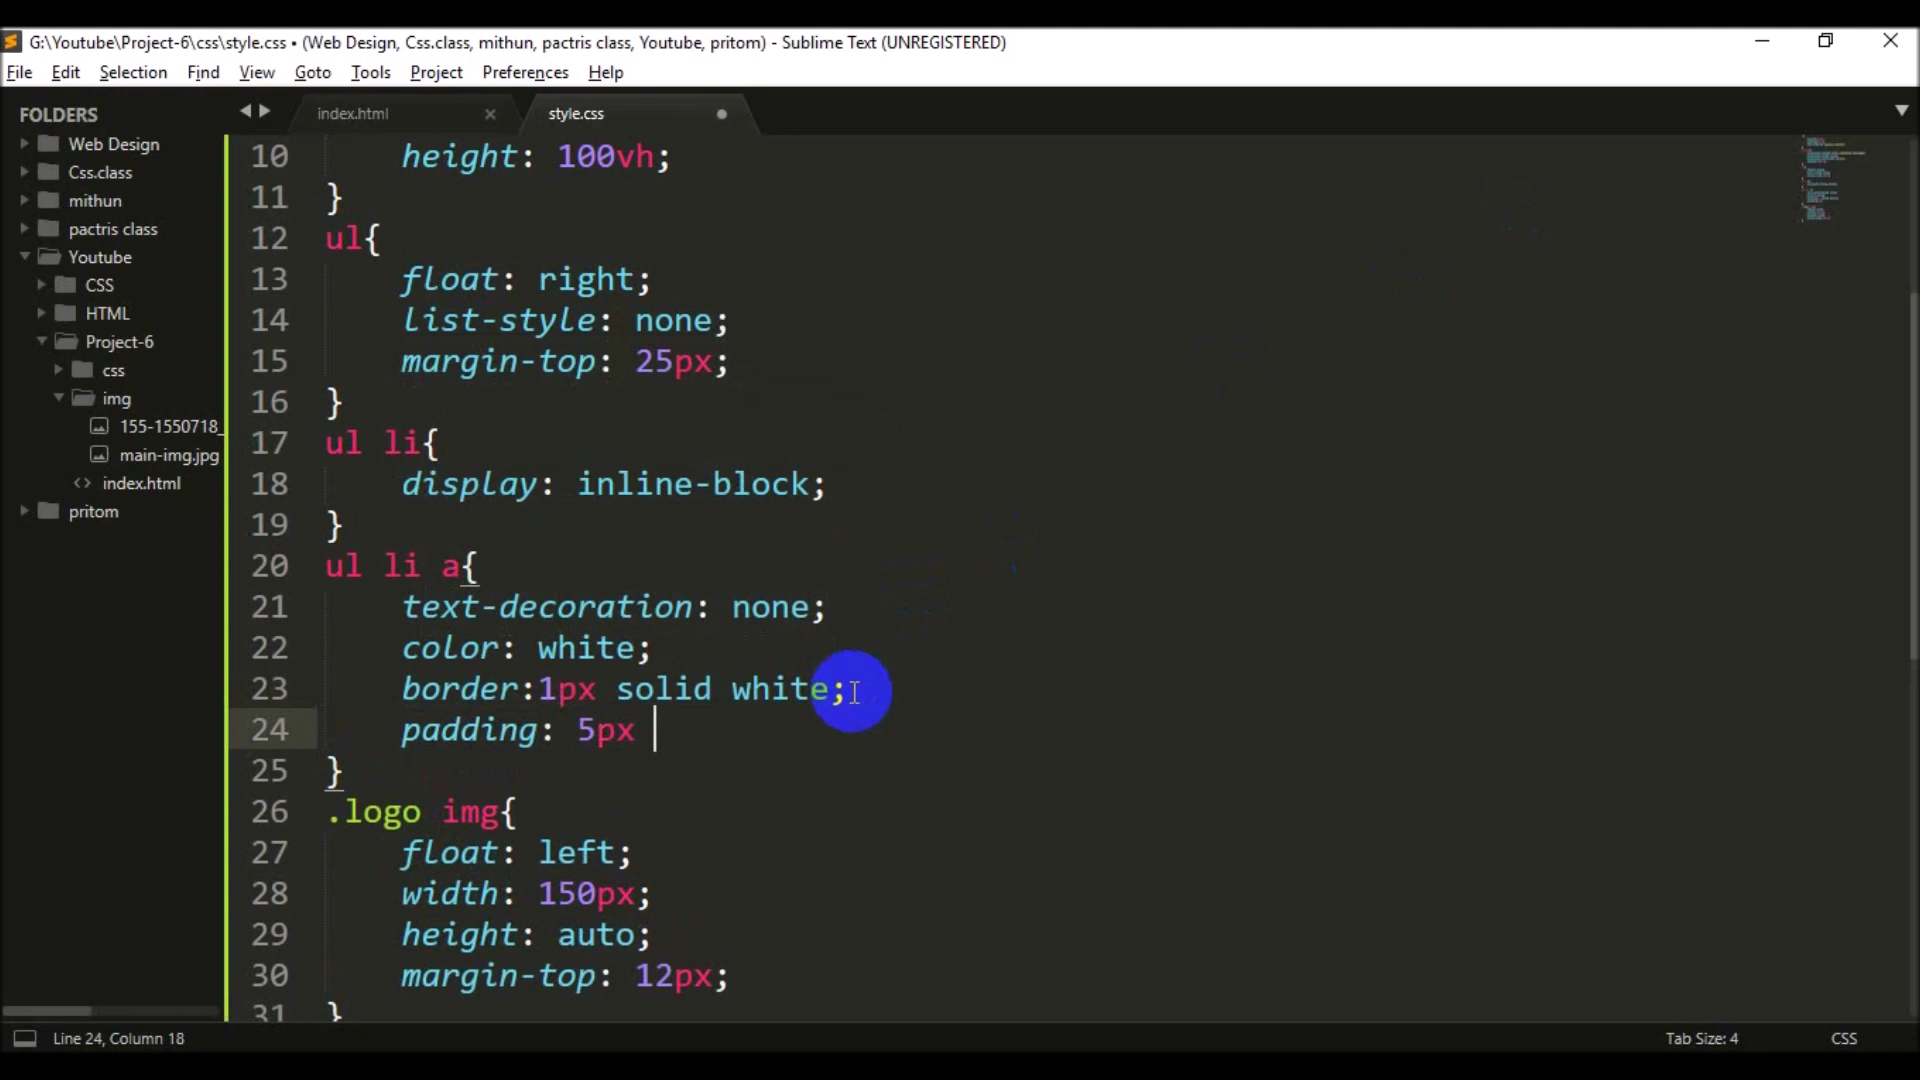 G:\Youtube\Project-6\css\style.css • (Web Design, Css.class, mithun, pactris class, Youtube, pritom) - Sublime Text (UNREGISTERED)
File Edit Selection Find View Goto Tools Project Preferences Help
FOLDERS
Web Design
Css.class
mithun
pactris class
Youtube
CSS
HTML
Project-6
css
img
155-1550718_
main-img.jpg
index.html
pritom
index.html
style.css
10 height: 100vh;
11 }
12 ul{
13 float: right;
14 list-style: none;
15 margin-top: 25px;
16 }
17 ul li{
18 display: inline-block;
19 }
20 ul li a{
21 text-decoration: none;
22 color: white;
23 border:1px solid white;
24 padding: 5px
25 }
26 .logo img{
27 float: left;
28 width: 150px;
29 height: auto;
30 margin-top: 12px;
31 }
Line 24, Column 18
Tab Size: 4
CSS